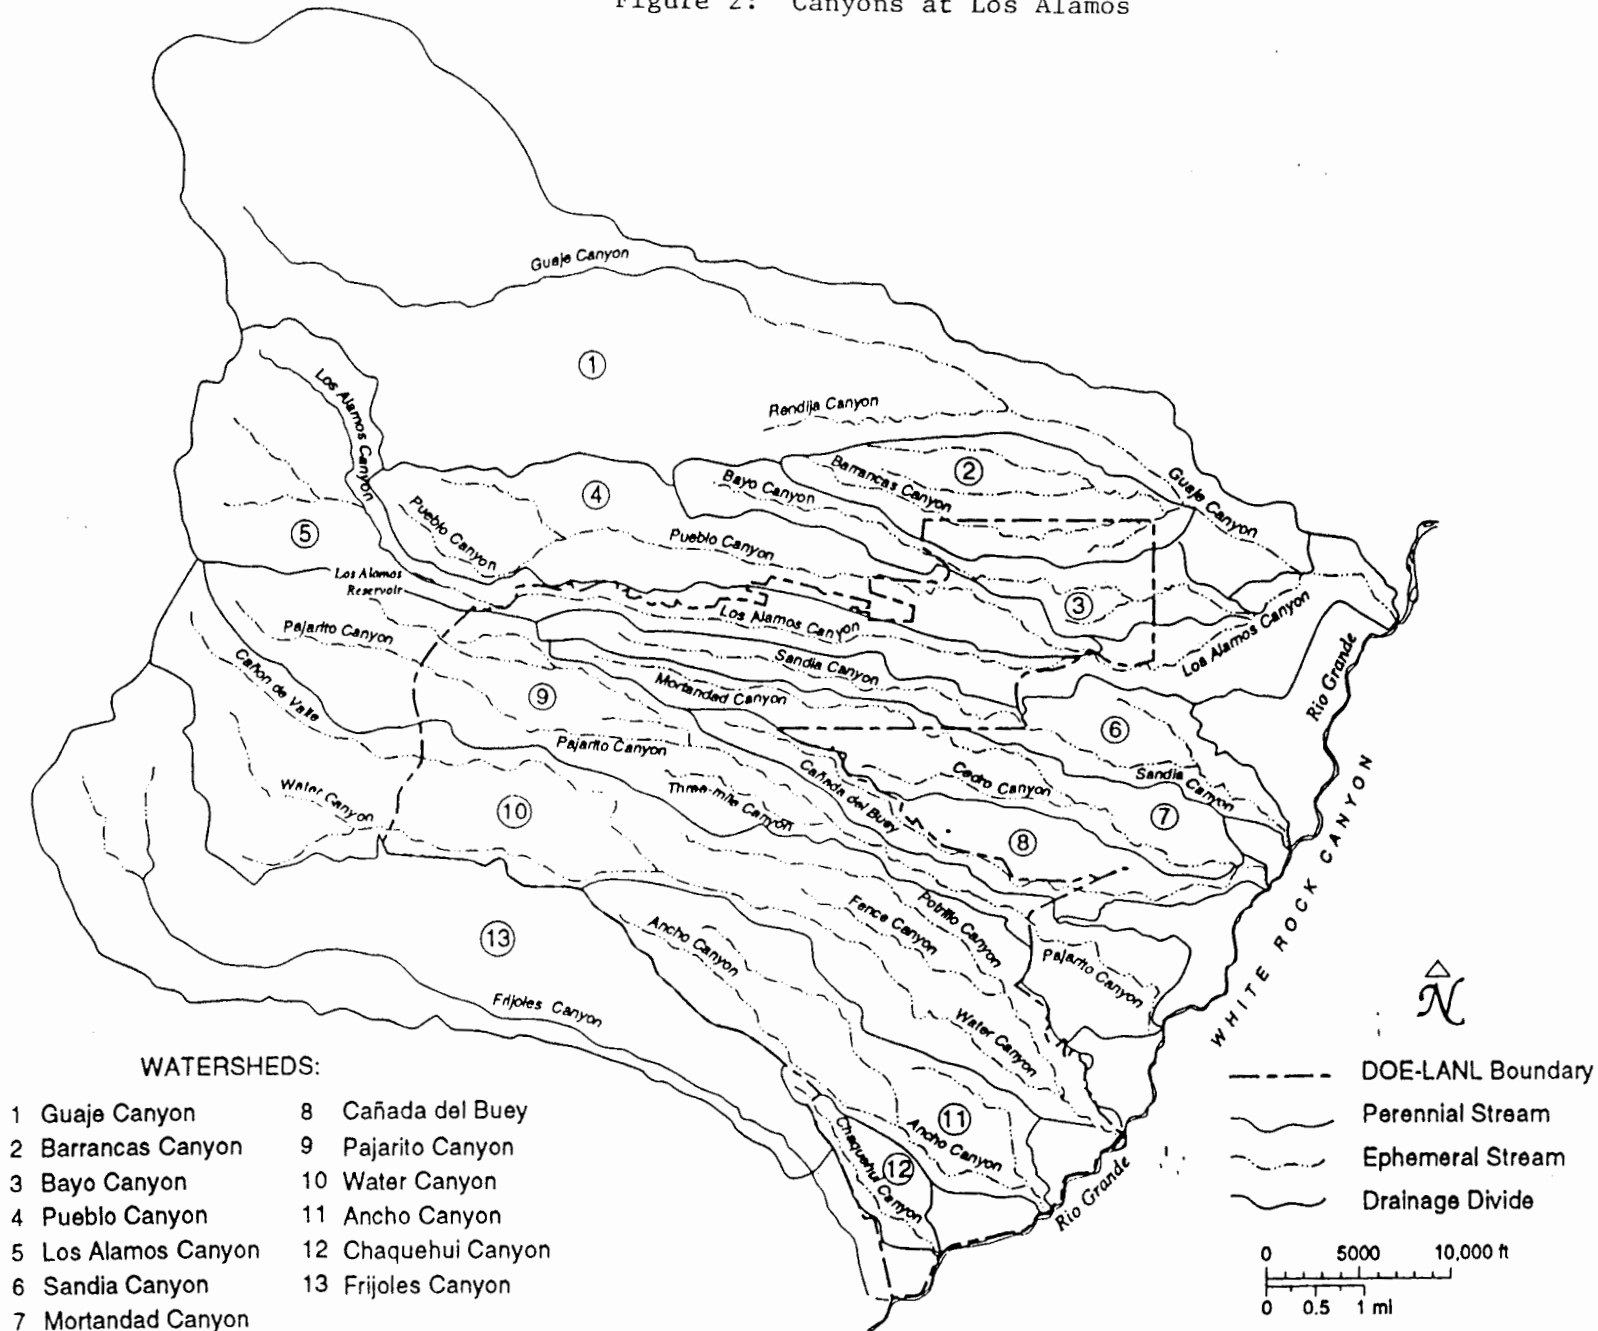 Figure 2: Canyons at Los Alamos
Guaje Canyon
1
Los Alamos Canyon
Rendija Canyon
2
Barrancas Canyon
Bayo Canyon
Guaje Canyon
4
Pueblo Canyon
Pueblo Canyon
5
Los Alamos
Reservoir
3
Los Alamos Canyon
Los Alamos Canyon
Pajarito Canyon
Sandia Canyon
Rio Grande
Cañon de Valle
Mortandad Canyon
9
6
Pajarito Canyon
Cedro Canyon
Sandia Canyon
Cañada del Buey
Three-mile Canyon
Water Canyon
10
7
8
WHITE ROCK CANYON
13
Ancho Canyon
Fence Canyon
Potrillo Canyon
Pajarito Canyon
Frijoles Canyon
Water Canyon
N
11
Ancho Canyon
Chaquehui Canyon
12
Rio Grande
WATERSHEDS:
1 Guaje Canyon
2 Barrancas Canyon
3 Bayo Canyon
4 Pueblo Canyon
5 Los Alamos Canyon
6 Sandia Canyon
7 Mortandad Canyon
8 Cañada del Buey
9 Pajarito Canyon
10 Water Canyon
11 Ancho Canyon
12 Chaquehui Canyon
13 Frijoles Canyon
DOE-LANL Boundary
Perennial Stream
Ephemeral Stream
Drainage Divide
0 5000 10,000 ft
0 0.5 1 mi